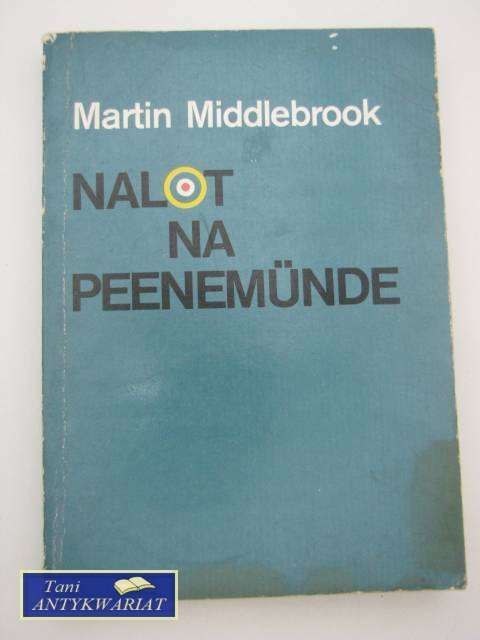 Martin Middlebrook
NALOT
NA
PEENEMÜNDE
Tani
ANTYKWARIAT